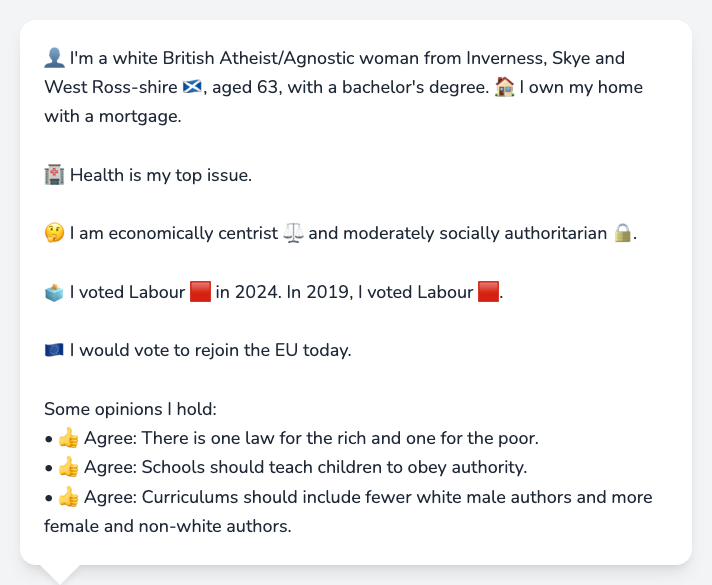 👤 I'm a white British Atheist/Agnostic woman from Inverness, Skye and
West Ross-shire 🏴󠁧󠁢󠁳󠁣󠁴󠁿, aged 63, with a bachelor's degree. 🏠 I own my home
with a mortgage.
🏥 Health is my top issue.
🤔 I am economically centrist ⚖️ and moderately socially authoritarian 🔒.
🗳️ I voted Labour 🟥 in 2024. In 2019, I voted Labour 🟥.
🇪🇺 I would vote to rejoin the EU today.
Some opinions I hold:
• 👍 Agree: There is one law for the rich and one for the poor.
• 👍 Agree: Schools should teach children to obey authority.
• 👍 Agree: Curriculums should include fewer white male authors and more
female and non-white authors.